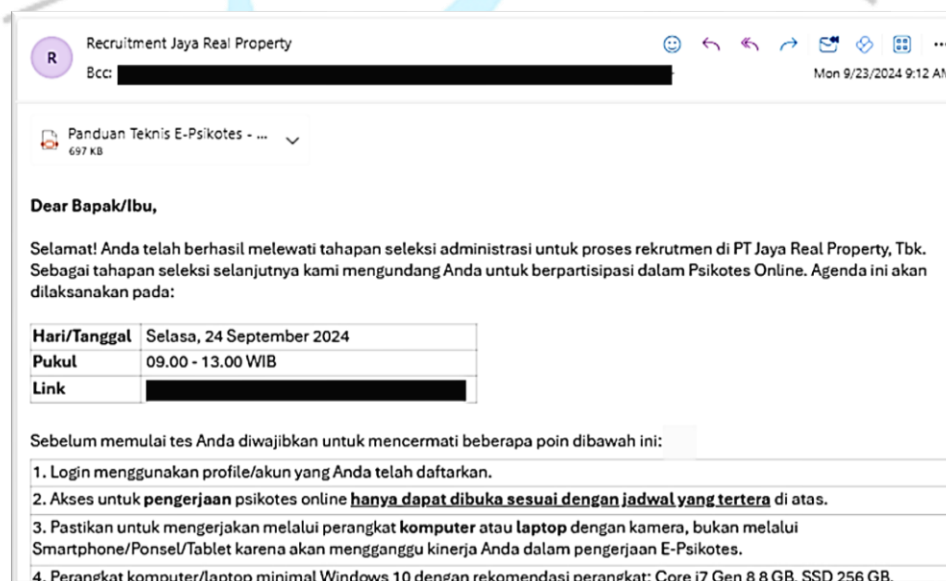 Recruitment Jaya Real Property
R
Bcc:
Mon 9/23/2024 9:12 AM
Panduan Teknis E-Psikotes - ...
697 KB
Dear Bapak/Ibu,
Selamat! Anda telah berhasil melewati tahapan seleksi administrasi untuk proses rekrutmen di PT Jaya Real Property, Tbk.
Sebagai tahapan seleksi selanjutnya kami mengundang Anda untuk berpartisipasi dalam Psikotes Online. Agenda ini akan
dilaksanakan pada:
Hari/Tanggal Selasa, 24 September 2024
Pukul 09.00 - 13.00 WIB
Link
Sebelum memulai tes Anda diwajibkan untuk mencermati beberapa poin dibawah ini:
1. Login menggunakan profile/akun yang Anda telah daftarkan.
2. Akses untuk pengerjaan psikotes online hanya dapat dibuka sesuai dengan jadwal yang tertera di atas.
3. Pastikan untuk mengerjakan melalui perangkat komputer atau laptop dengan kamera, bukan melalui
Smartphone/Ponsel/Tablet karena akan mengganggu kinerja Anda dalam pengerjaan E-Psikotes.
4. Perangkat komputer/laptop minimal Windows 10 dengan rekomendasi perangkat: Core i7 Gen 8 8 GB, SSD 256 GB.